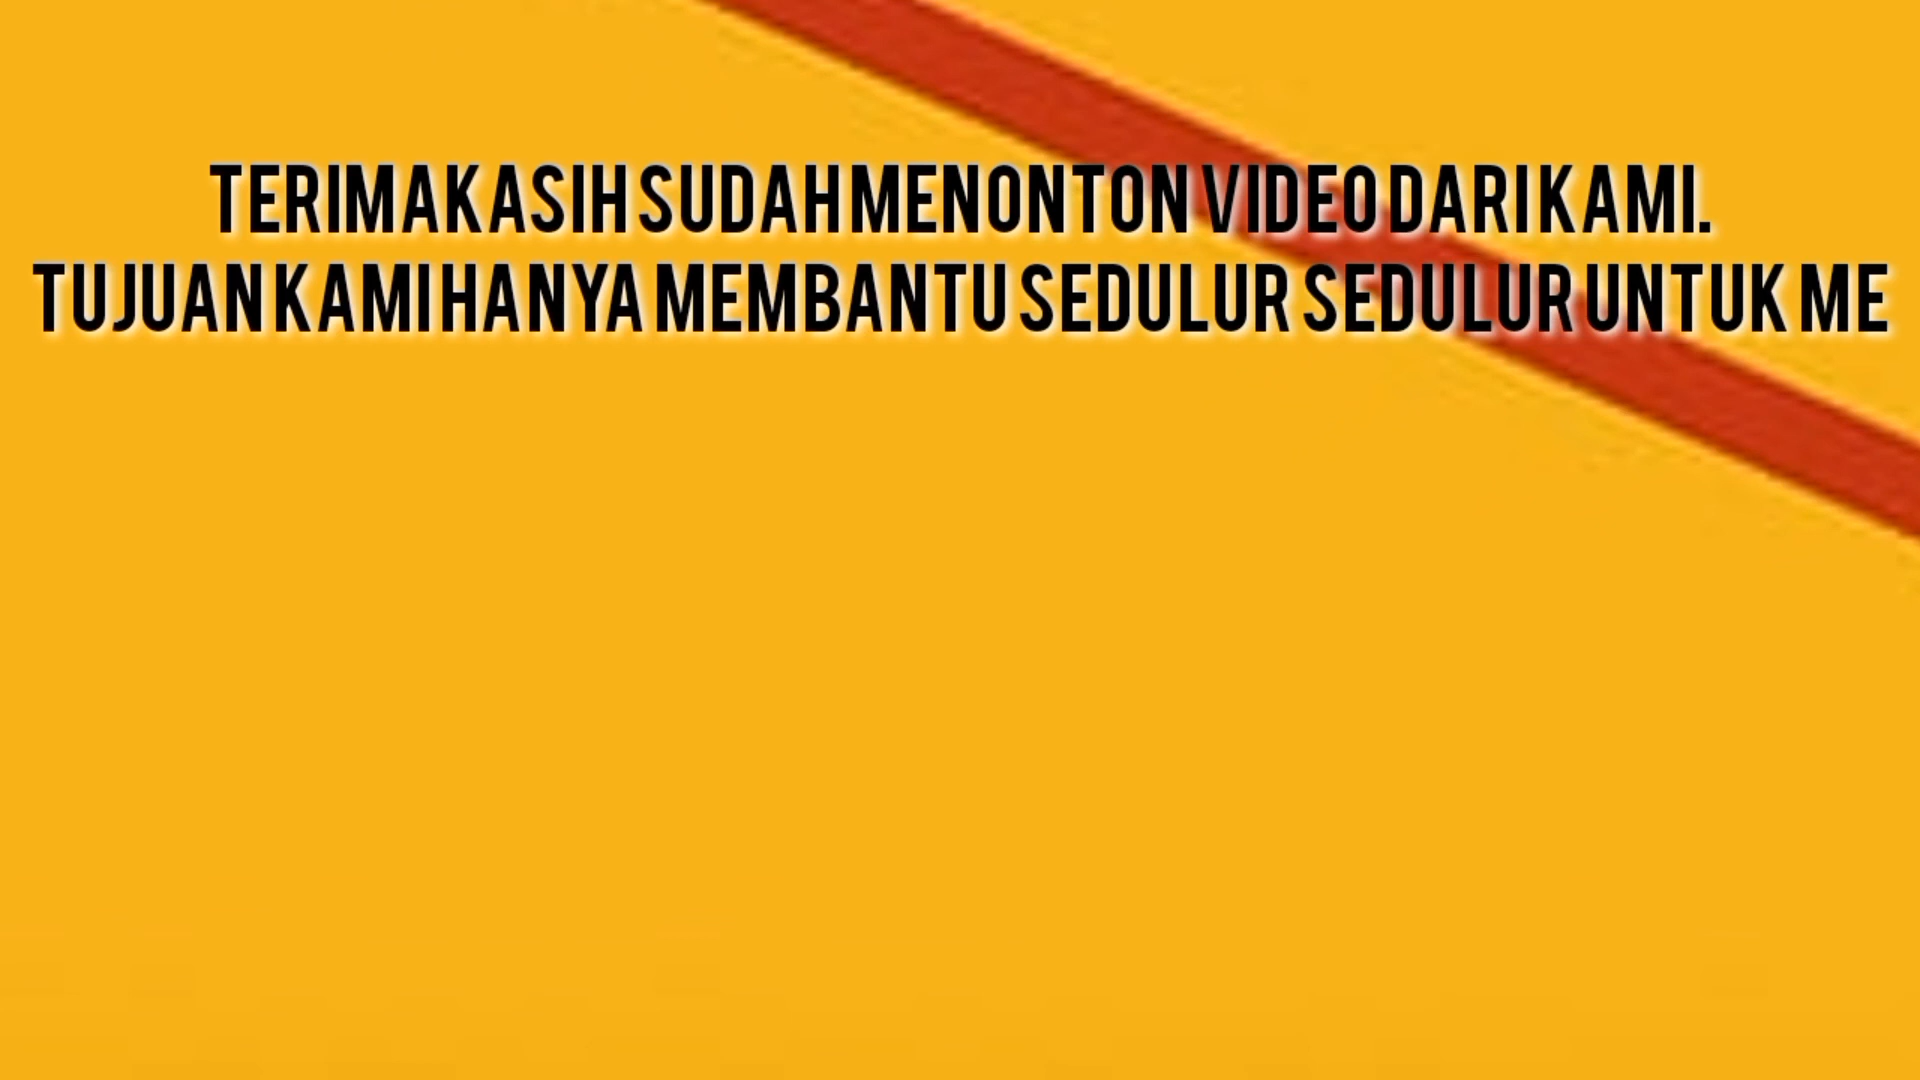 TERIMAKASIH SUDAH MENONTON VIDEO DARI KAMI.
TUJUAN KAMI HANYA MEMBANTU SEDULUR SEDULUR UNTUK ME